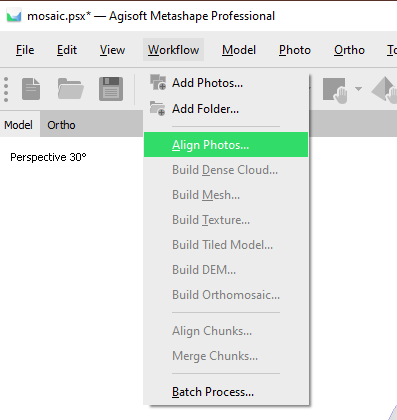 mosaic.psx* — Agisoft Metashape Professional
File Edit View Workflow Model Photo Ortho
Model Ortho
Perspective 30°
Add Photos...
Add Folder...
Align Photos...
Build Dense Cloud...
Build Mesh...
Build Texture...
Build Tiled Model...
Build DEM...
Build Orthomosaic...
Align Chunks...
Merge Chunks...
Batch Process...